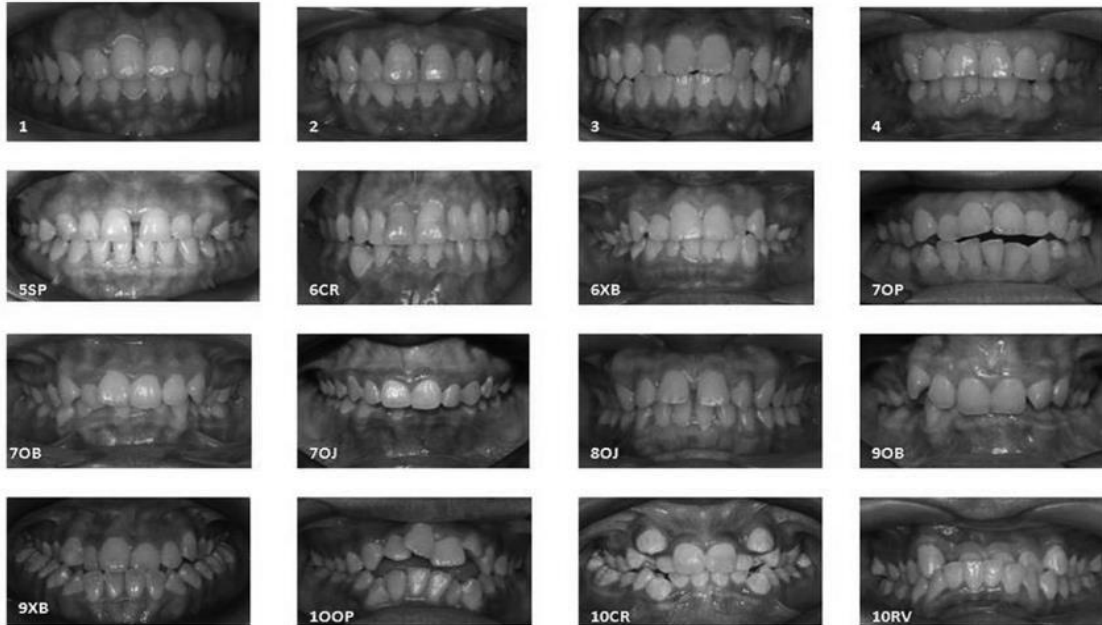 1
2
3
4
5SP
6CR
6XB
7OP
7OB
7OJ
8OJ
9OB
9XB
10OP
10CR
10RV